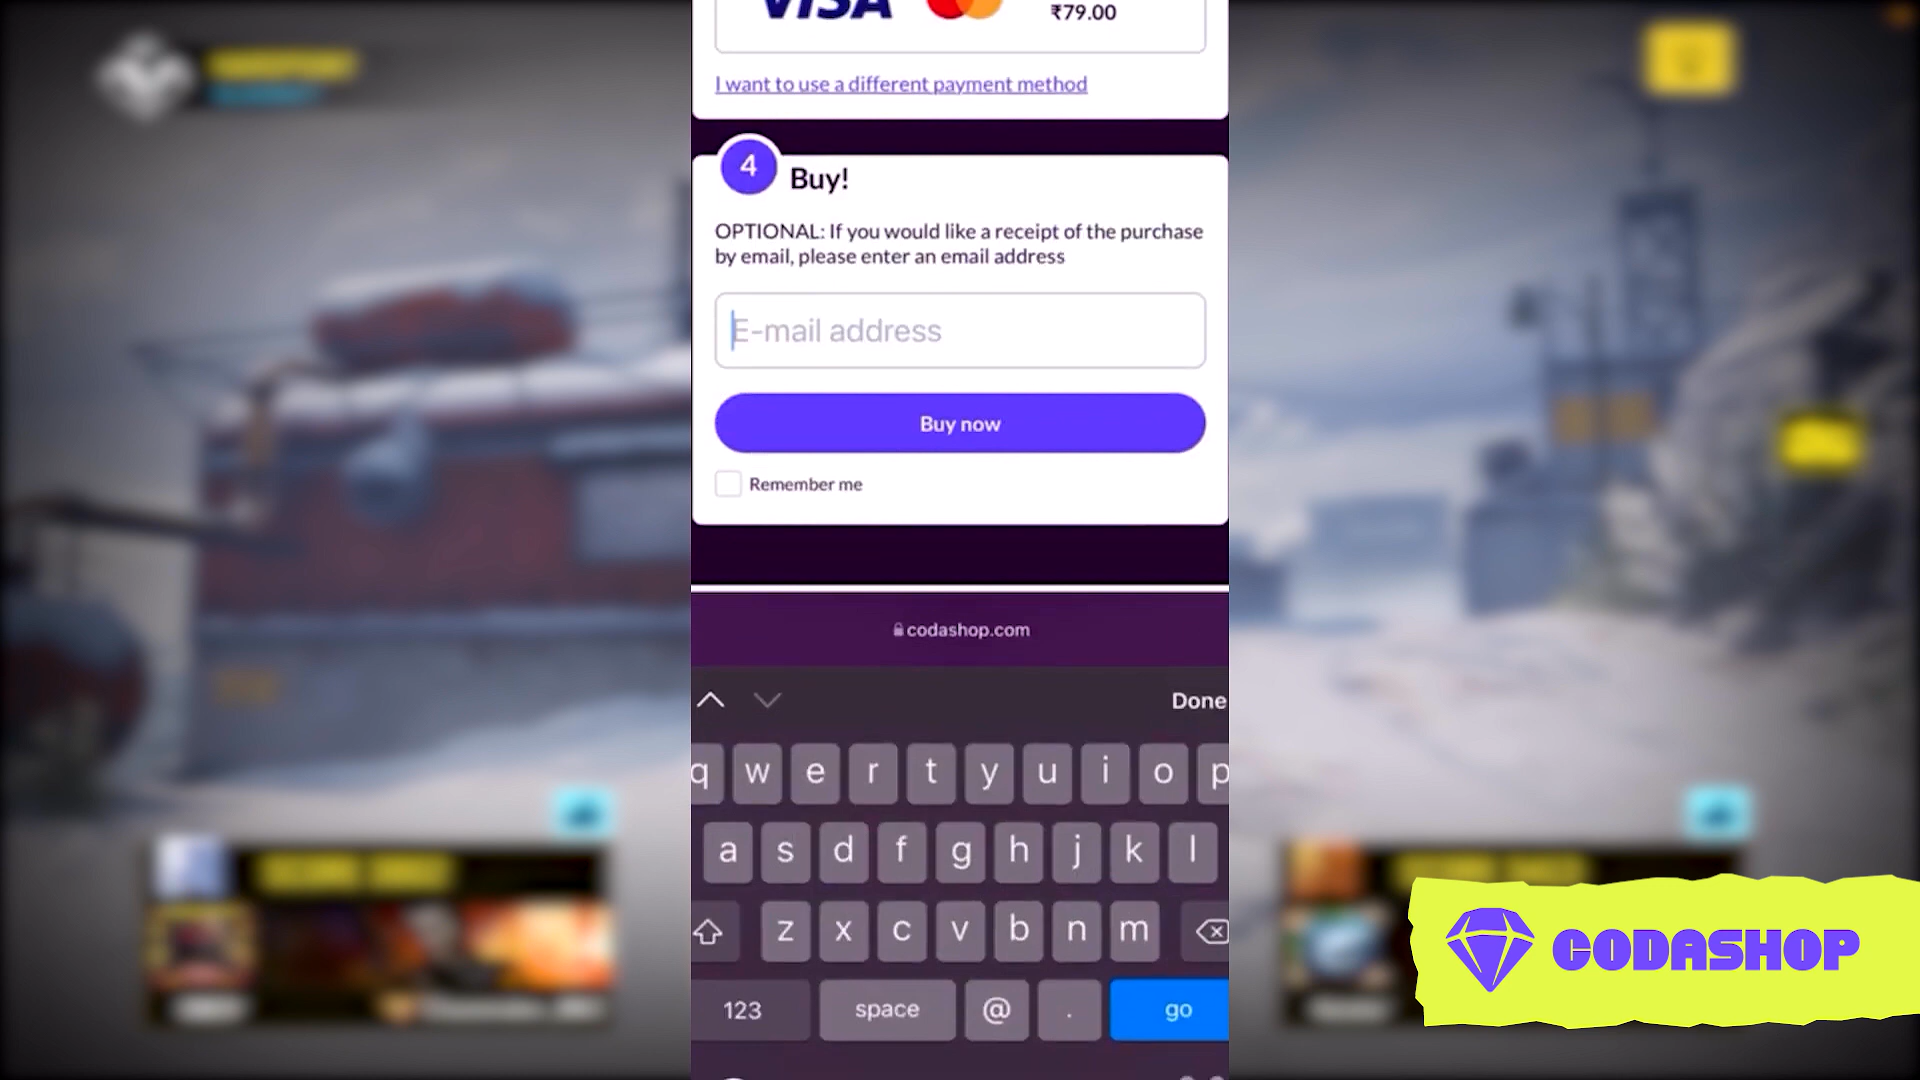 VISA
₹79.00
I want to use a different payment method
4
Buy!
OPTIONAL: If you would like a receipt of the purchase
by email, please enter an email address
E-mail address
Buy now
Remember me
codashop.com
Done
q w e r t y u i o p
a s d f g h j k l
z x c v b n m
123 space @ . go
CODASHOP